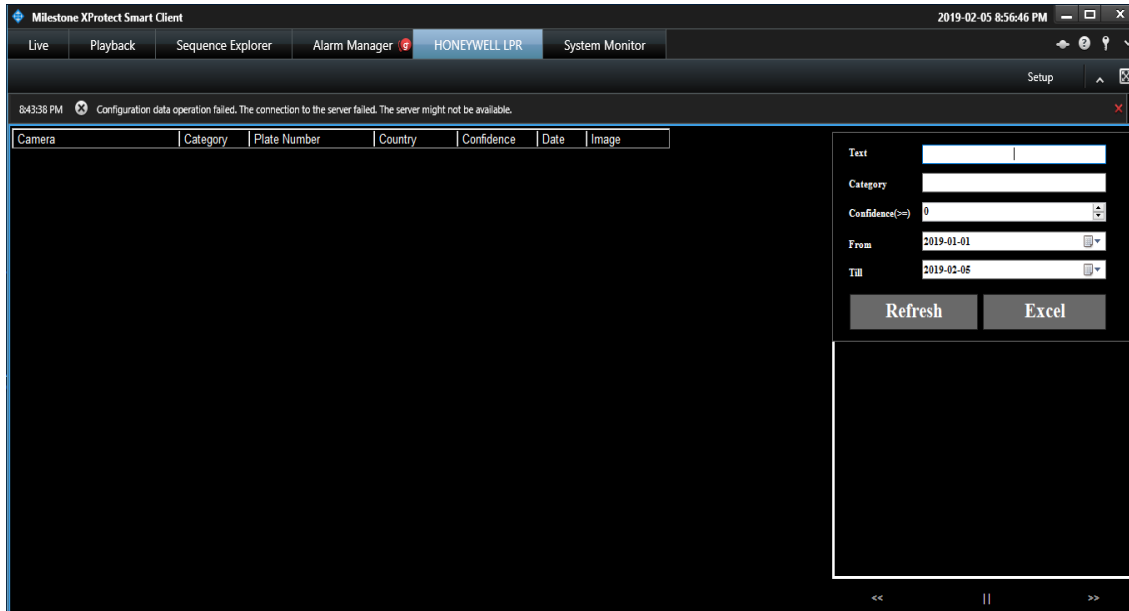 Milestone XProtect Smart Client 2019-02-05 8:56:46 PM
Live Playback Sequence Explorer Alarm Manager HONEYWELL LPR System Monitor
Setup
8:43:38 PM Configuration data operation failed. The connection to the server failed. The server might not be available.
Camera Category Plate Number Country Confidence Date Image
Text
Category
Confidence(>=) 0
From 2019-01-01
Till 2019-02-05
Refresh Excel
<< || >>